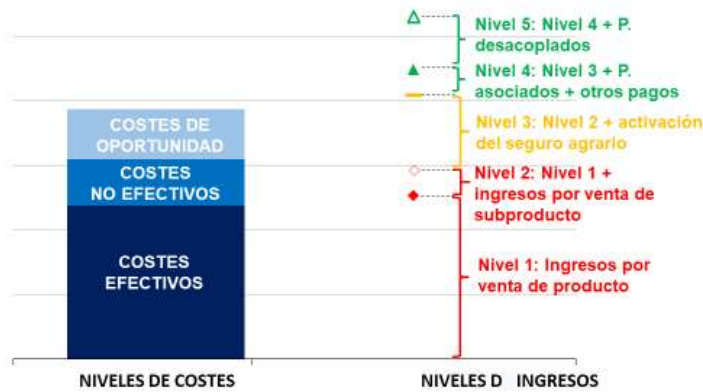 Nivel 5: Nivel 4 + P.
desacoplados
Nivel 4: Nivel 3 + P.
asociados + otros pagos
COSTES DE
OPORTUNIDAD
Nivel 3: Nivel 2 + activación
del seguro agrario
COSTES
NO EFECTIVOS
Nivel 2: Nivel 1 +
ingresos por venta de
subproducto
COSTES
EFECTIVOS
Nivel 1: Ingresos por
venta de producto
NIVELES DE COSTES
NIVELES D INGRESOS